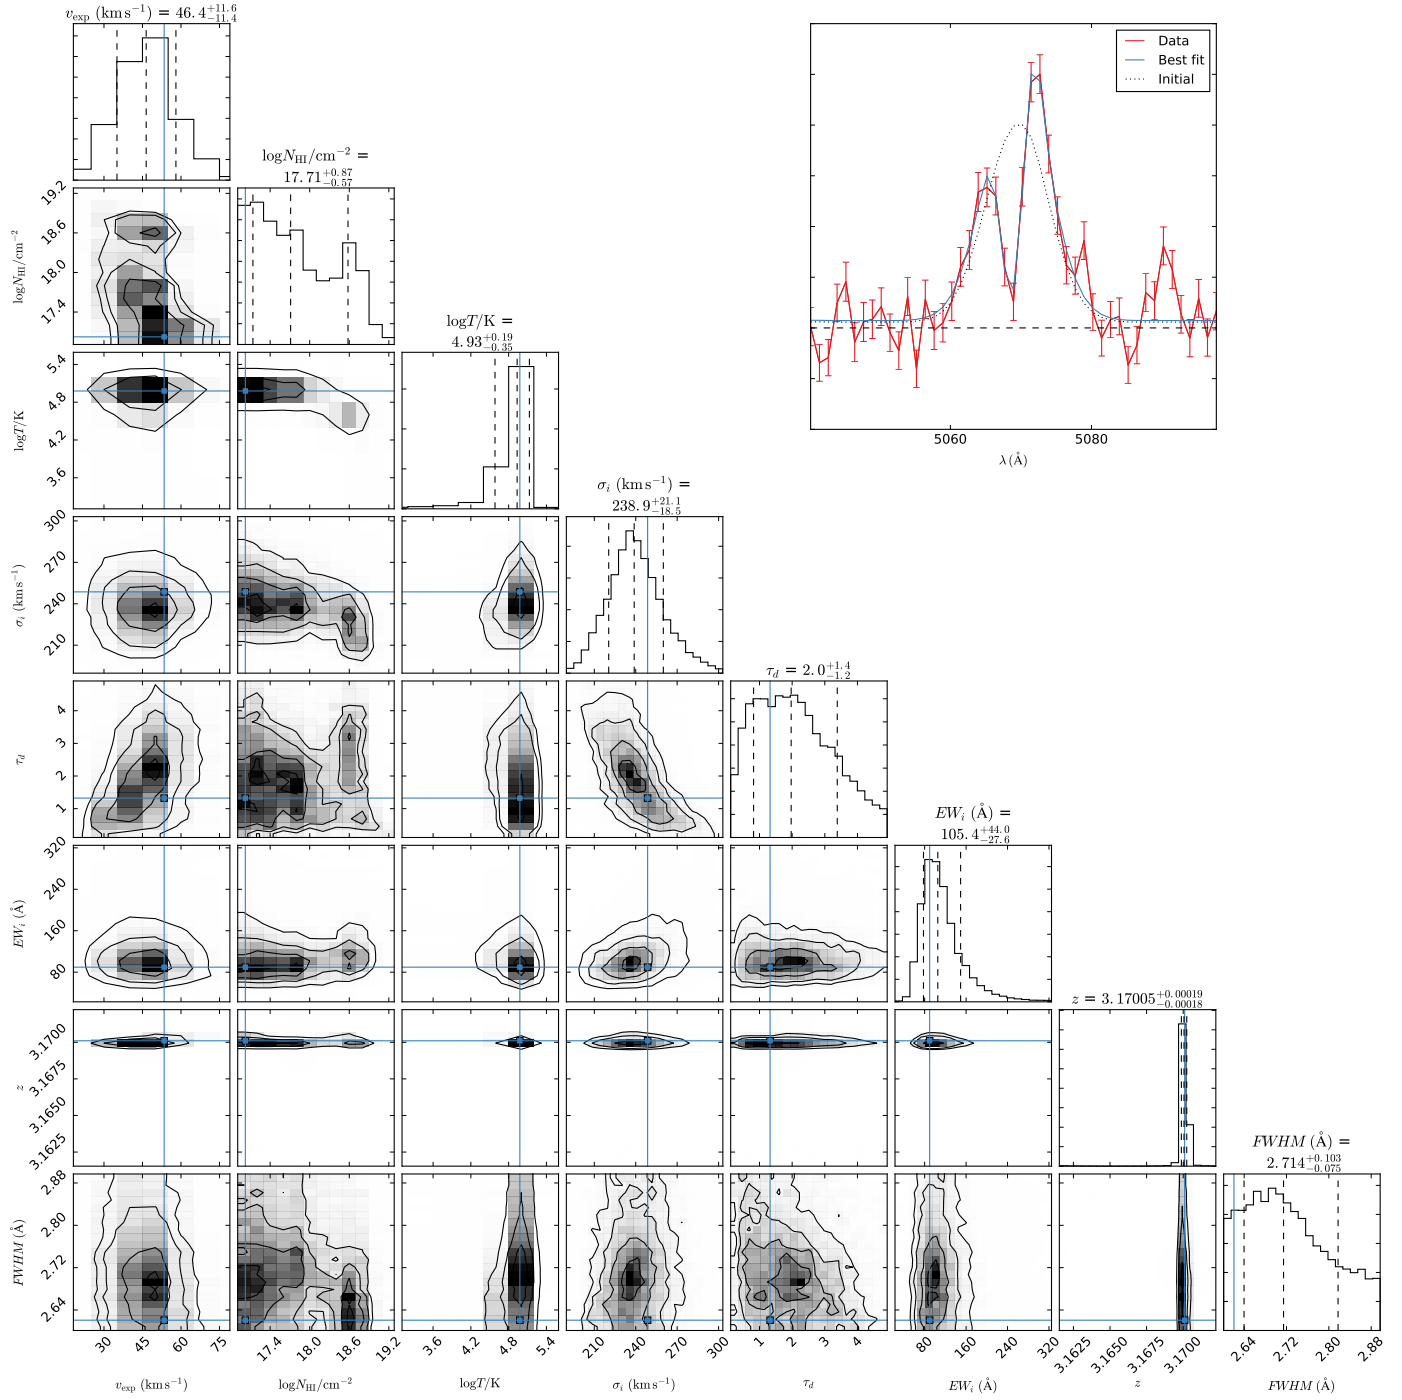 v_exp (km s⁻¹) = 46.4 +11.6 −11.4
Data
Best fit
Initial
5060 5080
λ (Å)
logN_HI/cm⁻² =
17.71 +0.87 −0.57
19.2
18.6
18.0
17.4
logN_HI/cm⁻²
logT/K =
4.93 +0.19 −0.35
5.4
4.8
4.2
3.6
logT/K
σ_i (km s⁻¹) =
238.9 +21.1 −18.5
300
270
240
210
σ_i (km s⁻¹)
τ_d = 2.0 +1.4 −1.2
4
3
2
1
τ_d
EW_i (Å) =
105.4 +44.0 −27.6
320
320
240
160
80
EW_i (Å)
z = 3.17005 +0.00019 −0.00018
3.1700
3.1675
3.1650
3.1625
z
FWHM (Å) =
2.714 +0.103 −0.075
2.88
2.80
2.72
2.64
FWHM (Å)
30 45 60 75 17.4 18.0 18.6 19.2 3.6 4.2 4.8 5.4 210 240 270 300 1 2 3 4 80 160 240 320 3.1625 3.1650 3.1675 3.1700 2.64 2.72 2.80 2.88
v_exp (km s⁻¹) logN_HI/cm⁻² logT/K σ_i (km s⁻¹) τ_d EW_i (Å) z FWHM (Å)